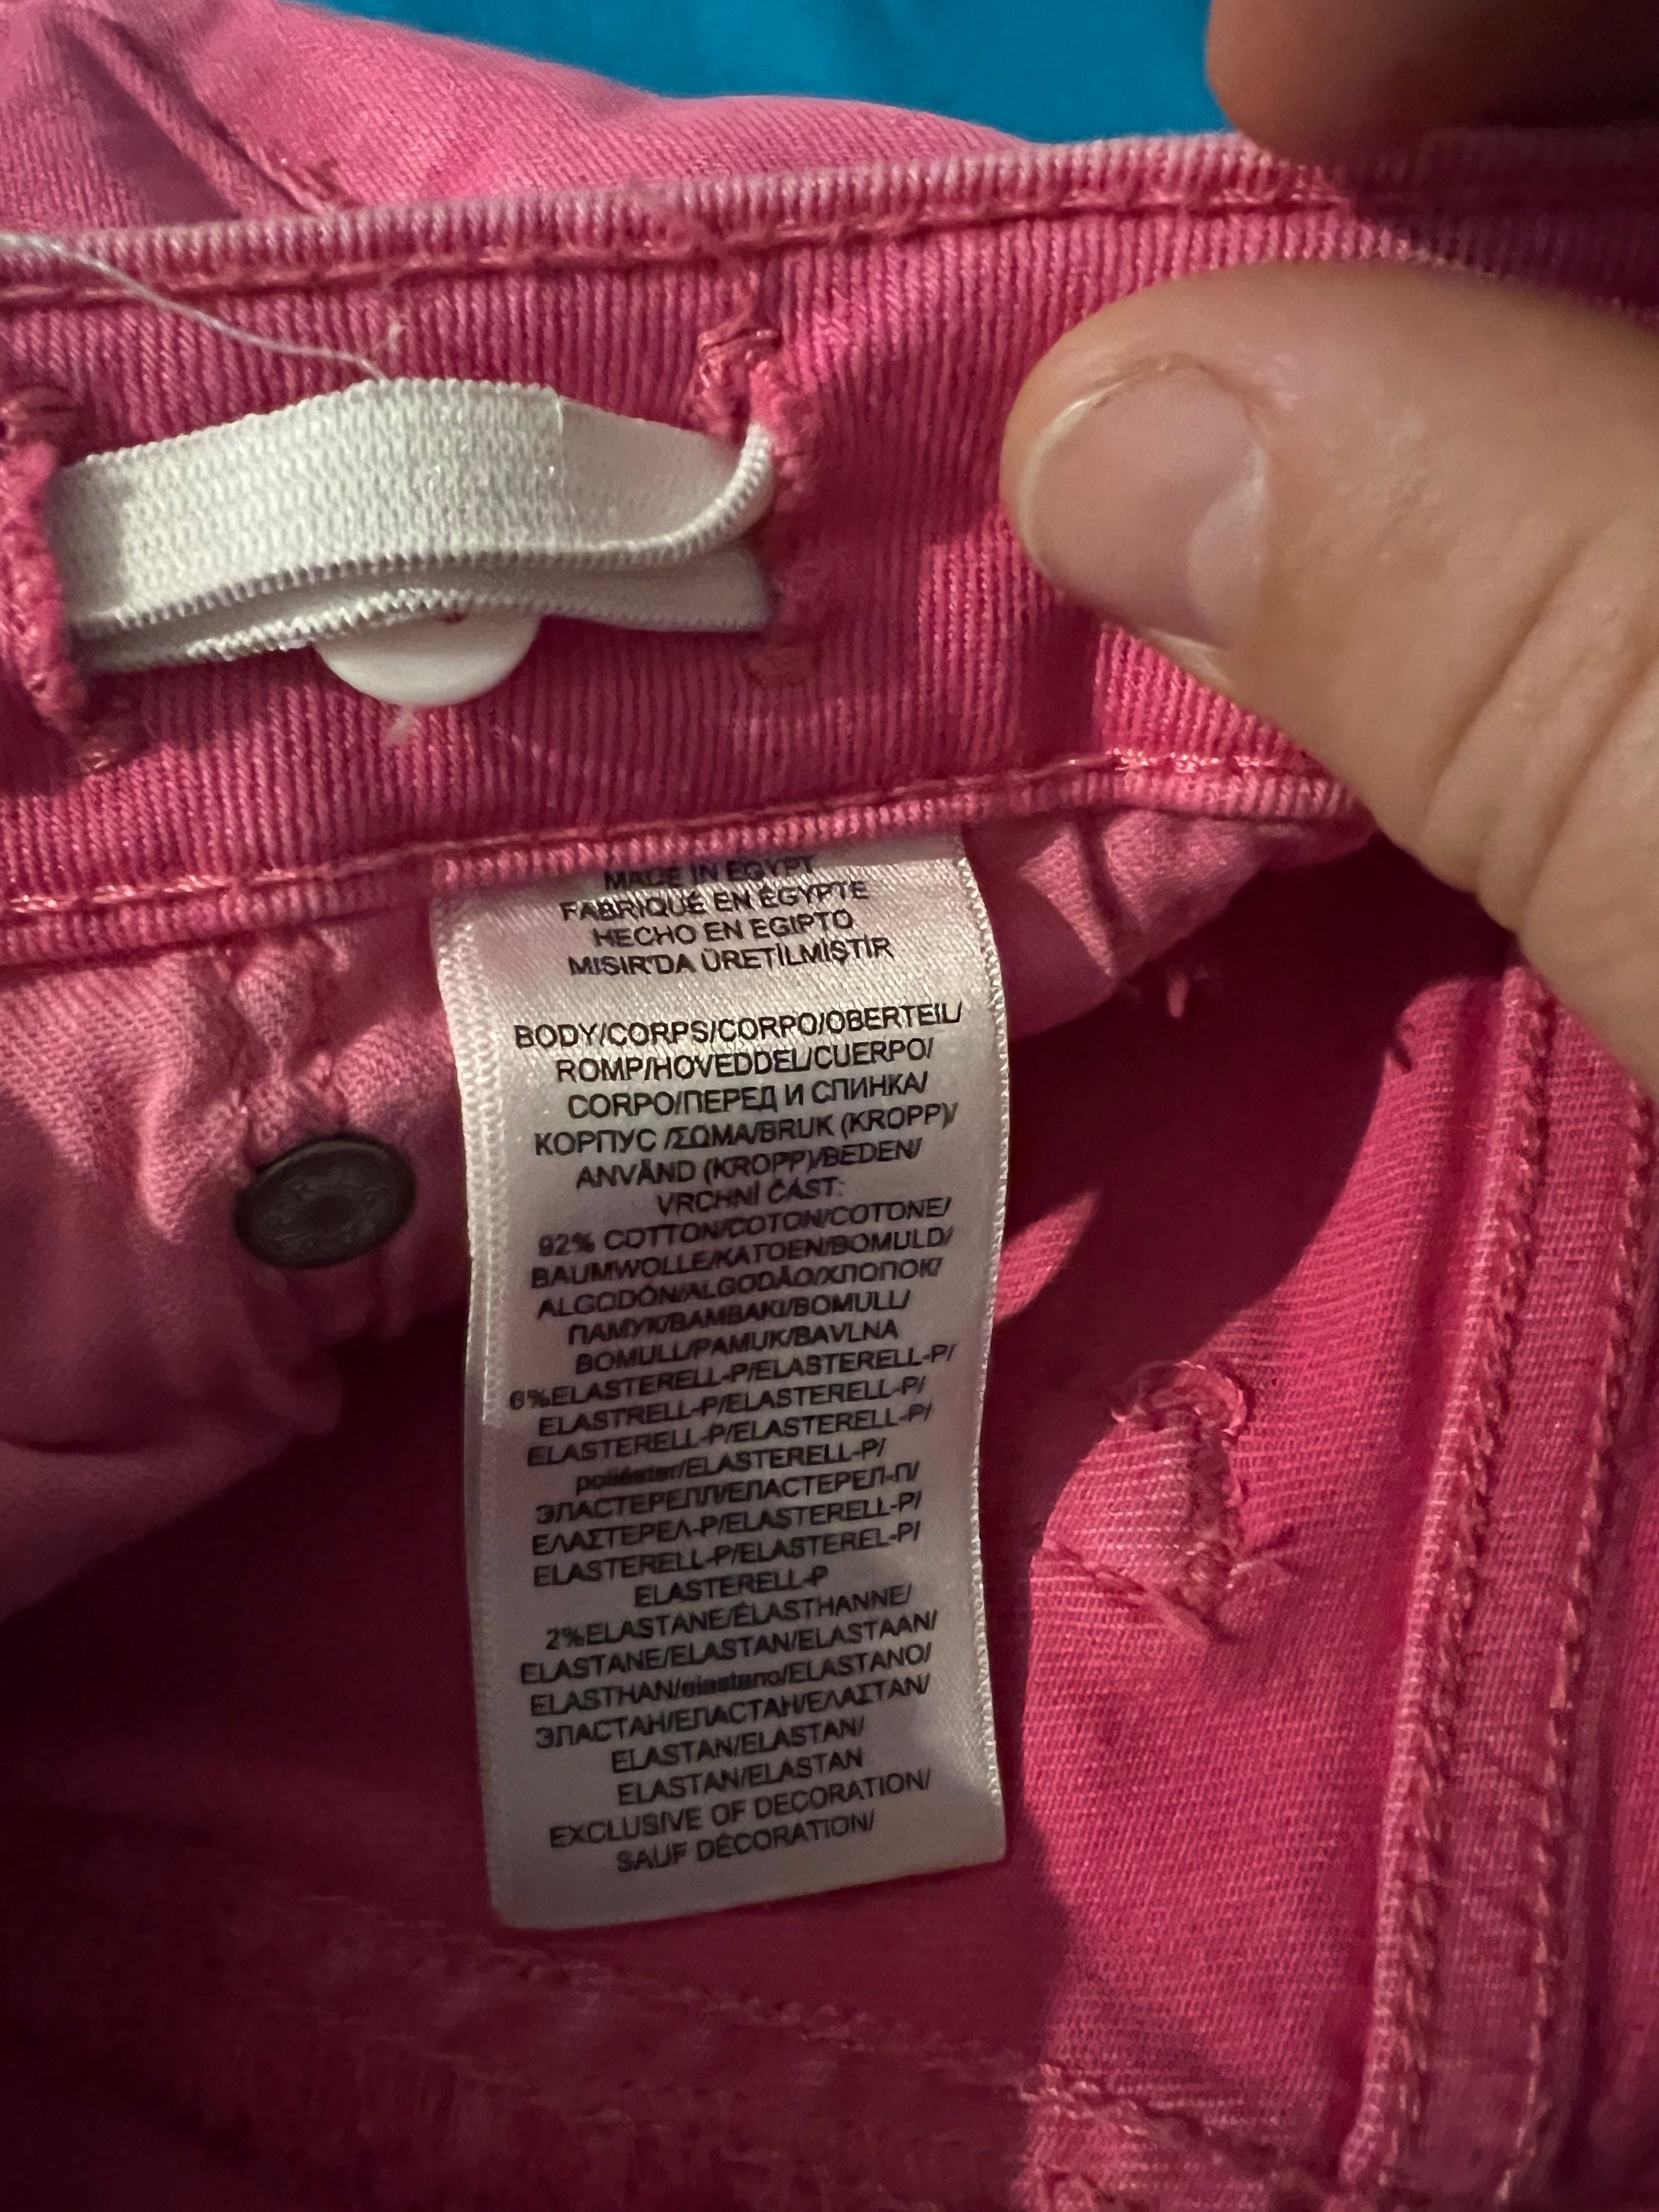 MADE IN EGYPT
FABRIQUÉ EN ÉGYPTE
HECHO EN EGIPTO
MISIR'DA ÜRETİLMİŞTİR
BODY/CORPS/CORPO/OBERTEIL/
ROMP/HOVEDDEL/CUERPO/
CORPO/ПЕРЕД И СПИНКА/
КОРПУС /ΣΩΜΑ/BRUK (KROPP)/
ANVÄND (KROPP)/BEDEN/
VRCHNÍ ČÁST:
92% COTTON/COTON/COTONE/
BAUMWOLLE/KATOEN/BOMULD/
ALGODÓN/ALGODÃO/ХЛОПОК/
ПАМУК/BAMBAKI/BOMULL/
BOMULL/PAMUK/BAVLNA
6%ELASTERELL-P/ELASTERELL-P/
ELASTRELL-P/ELASTERELL-P/
ELASTERELL-P/ELASTERELL-P/
poliéster/ELASTERELL-P/
ЭЛАСТЕРЕЛЛ/ЕЛАСТЕРЕЛ-П/
ΕΛΑΣΤΕΡΕΛ-P/ELASTERELL-P/
ELASTERELL-P/ELASTEREL-P/
ELASTERELL-P
2%ELASTANE/ÉLASTHANNE/
ELASTANE/ELASTAN/ELASTAAN/
ELASTHAN/elastano/ELASTANO/
ЭЛАСТАН/ЕЛАСТАН/ΕΛΑΣΤΑΝ/
ELASTAN/ELASTAN/
ELASTAN/ELASTAN
EXCLUSIVE OF DECORATION/
SAUF DÉCORATION/